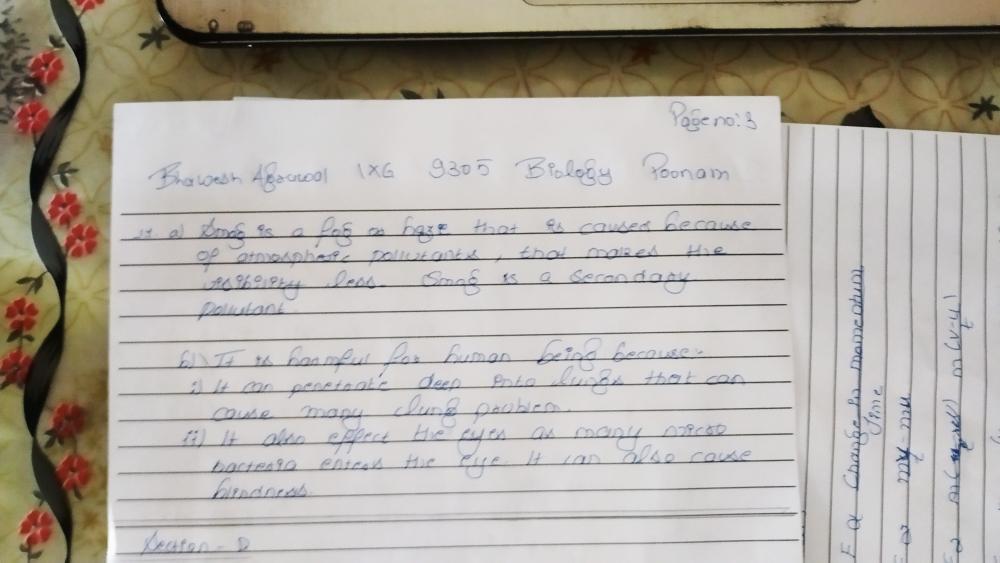 Page no: 3
Bhawesh Agarwal IXG 9305 Biology Poonam
a) Smog is a fog or haze that is caused because
of atmospheric pollutants, that makes the
visibility less. Smog is a secondary
pollutant.
b) It is harmful for human being because:-
i) It can penetrate deep into lungs that can
cause many lung problem.
ii) It also effect the eyes as many micro
bacteria enters the eye. It can also cause
blindness.
Section - D
F α Change in momentum
time